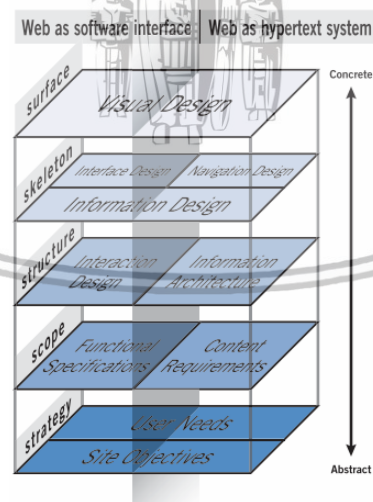 Web as software interface
Web as hypertext system
Concrete
surface
Visual Design
skeleton
Interface Design
Navigation Design
Information Design
structure
Interaction
Design
Information
Architecture
scope
Functional
Specifications
Content
Requirements
strategy
User Needs
Site Objectives
Abstract